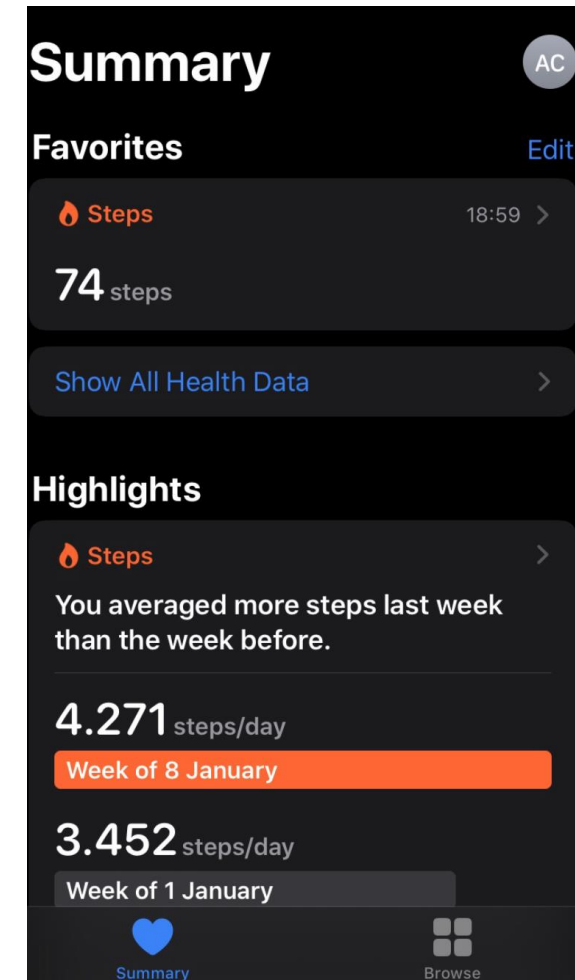 Summary
AC
Favorites
Edit
Steps
18:59
74 steps
Show All Health Data
Highlights
Steps
You averaged more steps last week
than the week before.
4.271 steps/day
Week of 8 January
3.452 steps/day
Week of 1 January
Summary
Browse